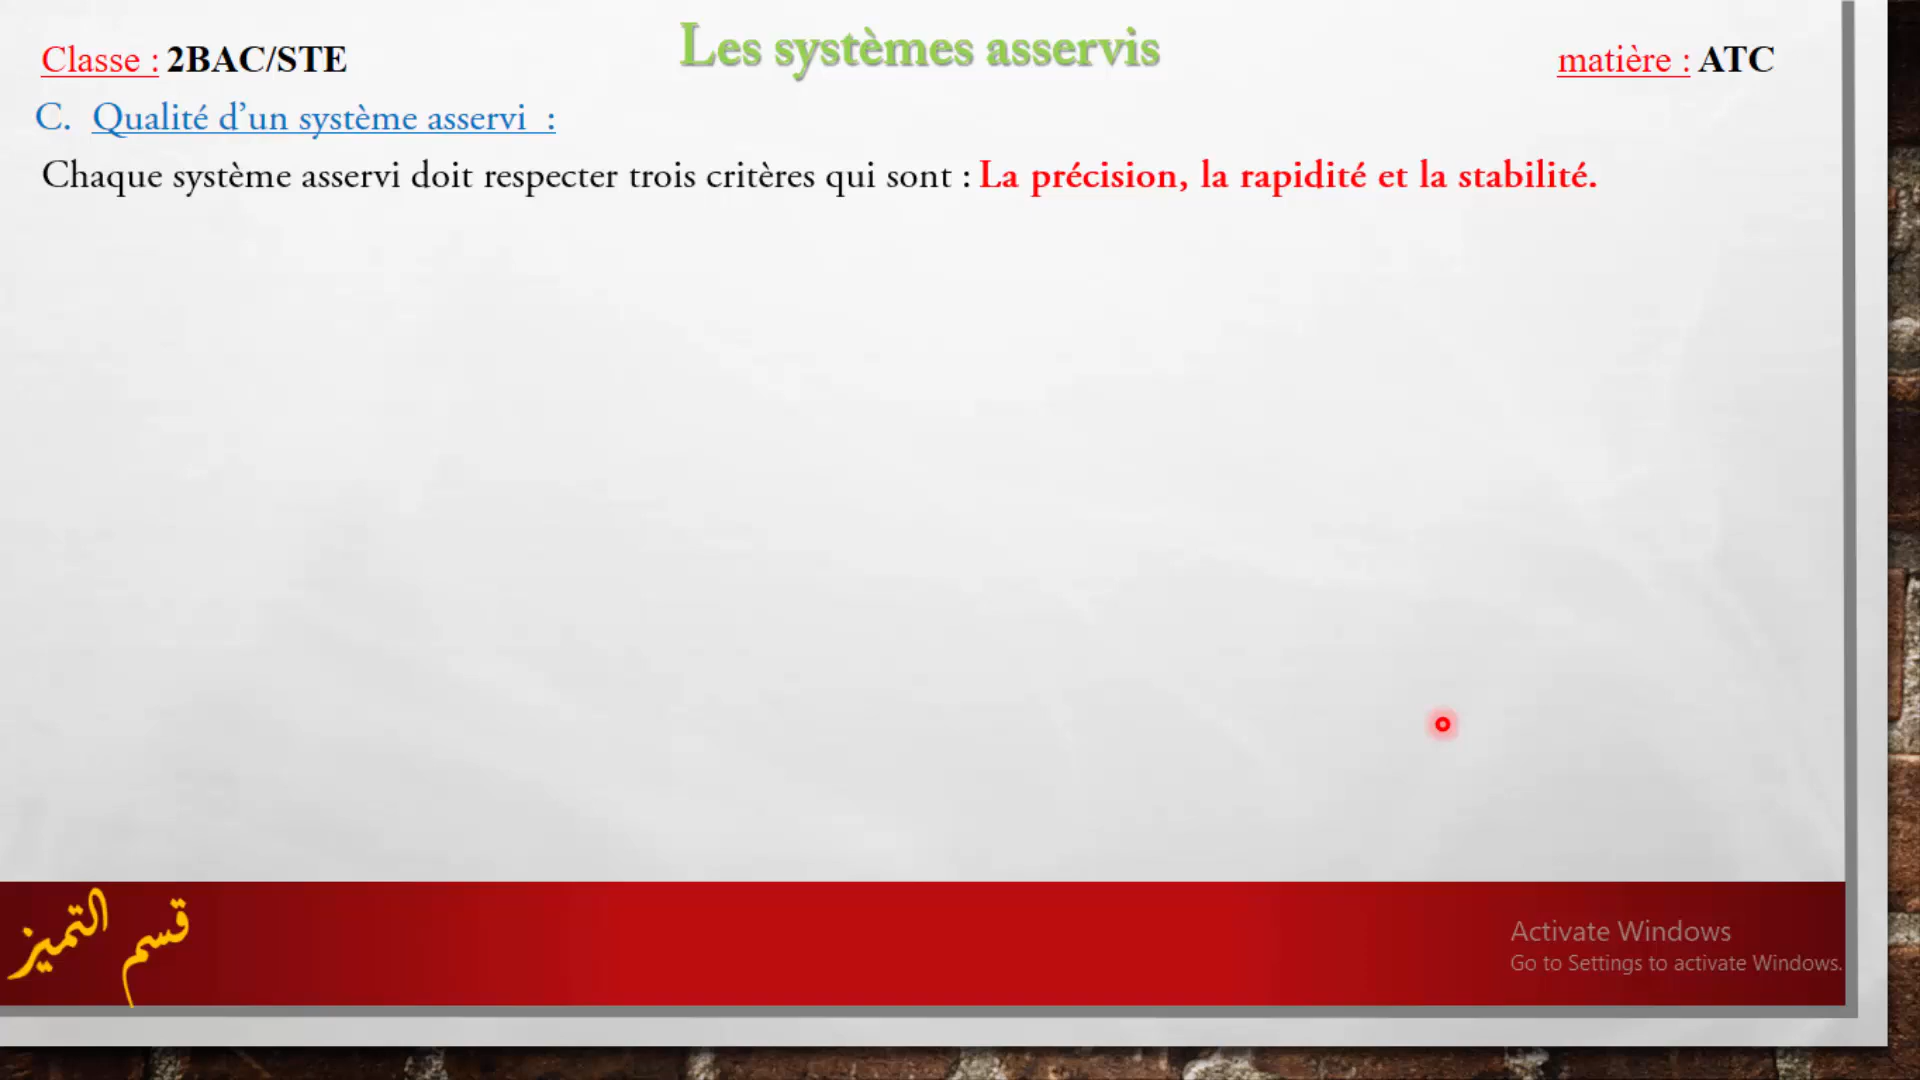 Les systèmes asservis
Classe : 2BAC/STE
matière : ATC
C. Qualité d’un système asservi :
Chaque système asservi doit respecter trois critères qui sont : La précision, la rapidité et la stabilité.
قسم التميز
Activate Windows
Go to Settings to activate Windows.